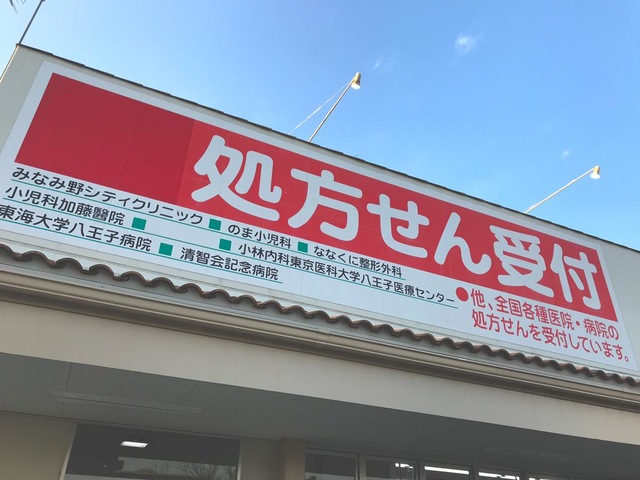 処方せん受付
みなみ野シティクリニック ■ のま小児科 ■ ななくに整形外科
小児科加藤醫院 ■ ■ 小林内科東京医科大学八王子医療センター
東海大学八王子病院 ■ 清智会記念病院
●他、全国各種医院・病院の
処方せんを受付しています。